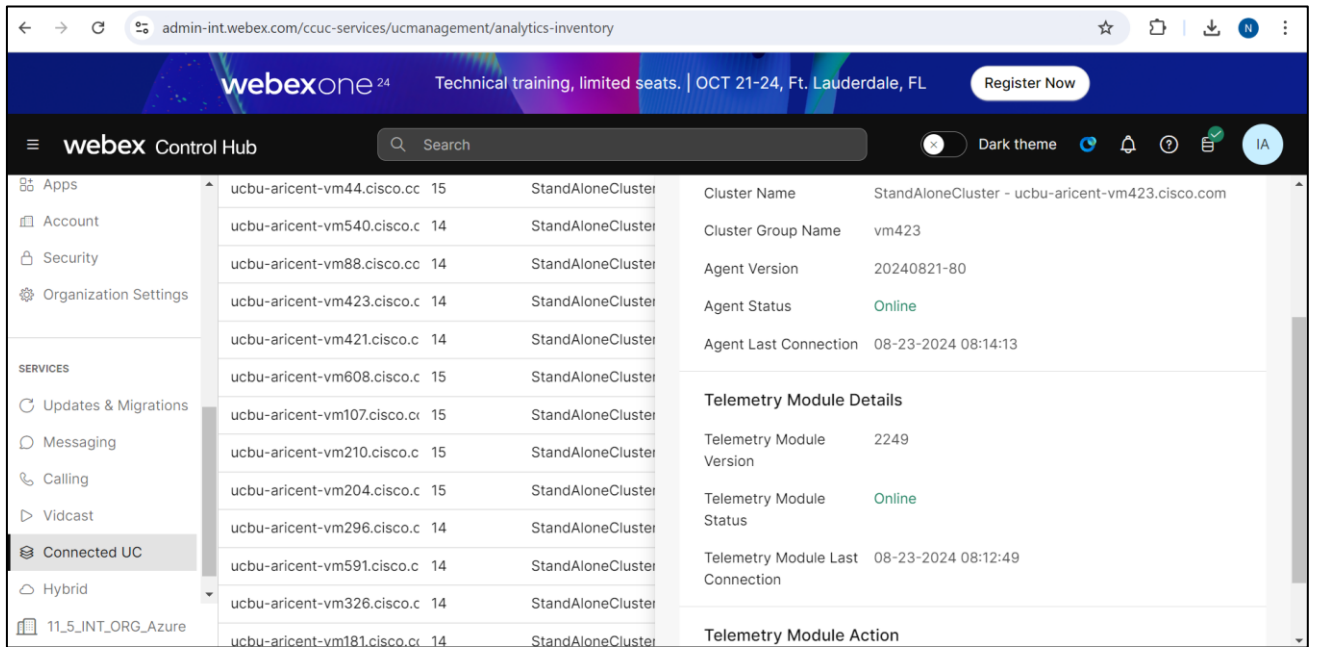 admin-int.webex.com/ccuc-services/ucmanagement/analytics-inventory
N
webexone 24
Technical training, limited seats. | OCT 21-24, Ft. Lauderdale, FL
Register Now
webex Control Hub
Search
Dark theme
IA
Apps
Account
Security
Organization Settings
SERVICES
Updates & Migrations
Messaging
Calling
Vidcast
Connected UC
Hybrid
11_5_INT_ORG_Azure
ucbu-aricent-vm44.cisco.cc 15 StandAloneCluster
ucbu-aricent-vm540.cisco.c 14 StandAloneCluster
ucbu-aricent-vm88.cisco.cc 14 StandAloneCluster
ucbu-aricent-vm423.cisco.c 14 StandAloneCluster
ucbu-aricent-vm421.cisco.c 14 StandAloneCluster
ucbu-aricent-vm608.cisco.c 15 StandAloneCluster
ucbu-aricent-vm107.cisco.cc 15 StandAloneCluster
ucbu-aricent-vm210.cisco.c 15 StandAloneCluster
ucbu-aricent-vm204.cisco.c 15 StandAloneCluster
ucbu-aricent-vm296.cisco.c 14 StandAloneCluster
ucbu-aricent-vm591.cisco.c 14 StandAloneCluster
ucbu-aricent-vm326.cisco.c 14 StandAloneCluster
ucbu-aricent-vm181.cisco.cc 14 StandAloneCluster
Cluster Name StandAloneCluster - ucbu-aricent-vm423.cisco.com
Cluster Group Name vm423
Agent Version 20240821-80
Agent Status Online
Agent Last Connection 08-23-2024 08:14:13
Telemetry Module Details
Telemetry Module 2249
Version
Telemetry Module Online
Status
Telemetry Module Last 08-23-2024 08:12:49
Connection
Telemetry Module Action